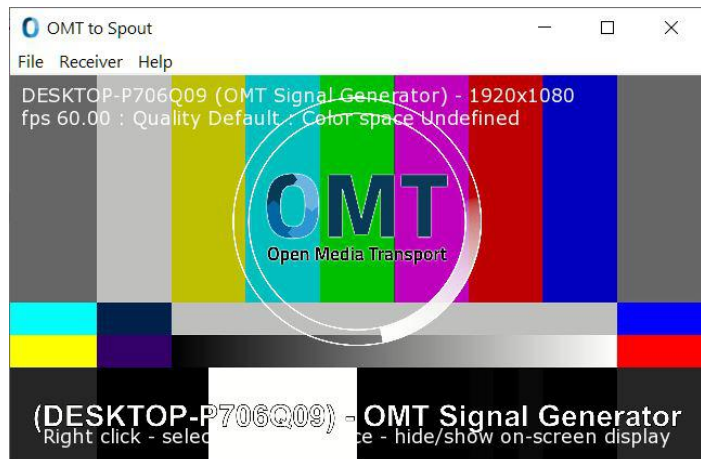 OMT to Spout
File Receiver Help
DESKTOP-P706Q09 (OMT Signal Generator) - 1920x1080
fps 60.00 : Quality Default : Color space Undefined
OMT
Open Media Transport
(DESKTOP-P706Q09) - OMT Signal Generator
Right click - selec ce - hide/show on-screen display